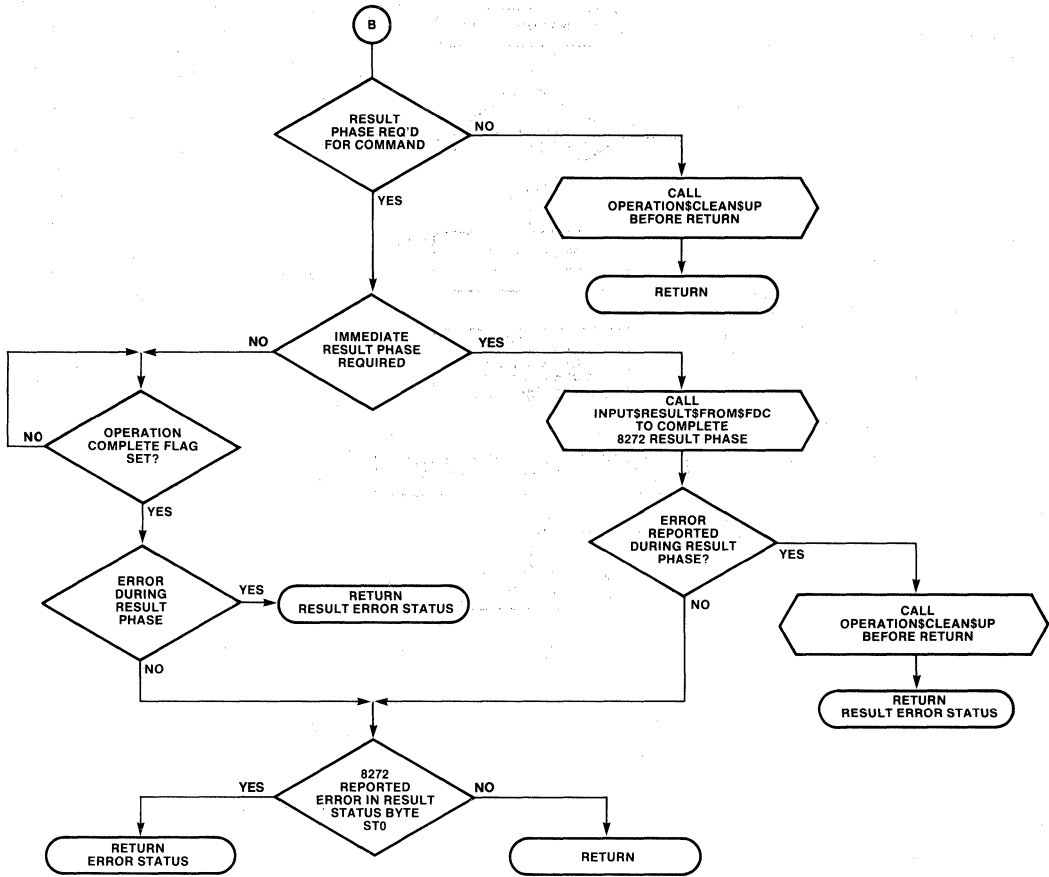 B
RESULT
PHASE REQ'D
FOR COMMAND
NO
YES
CALL
OPERATION$CLEAN$UP
BEFORE RETURN
RETURN
IMMEDIATE
RESULT PHASE
REQUIRED
NO
YES
OPERATION
COMPLETE FLAG
SET?
NO
YES
CALL
INPUT$RESULT$FROM$FDC
TO COMPLETE
8272 RESULT PHASE
ERROR
REPORTED
DURING RESULT
PHASE?
YES
NO
ERROR
DURING
RESULT
PHASE
YES
NO
RETURN
RESULT ERROR STATUS
CALL
OPERATION$CLEAN$UP
BEFORE RETURN
RETURN
RESULT ERROR STATUS
8272
REPORTED
ERROR IN RESULT
STATUS BYTE
ST0
YES
NO
RETURN
ERROR STATUS
RETURN